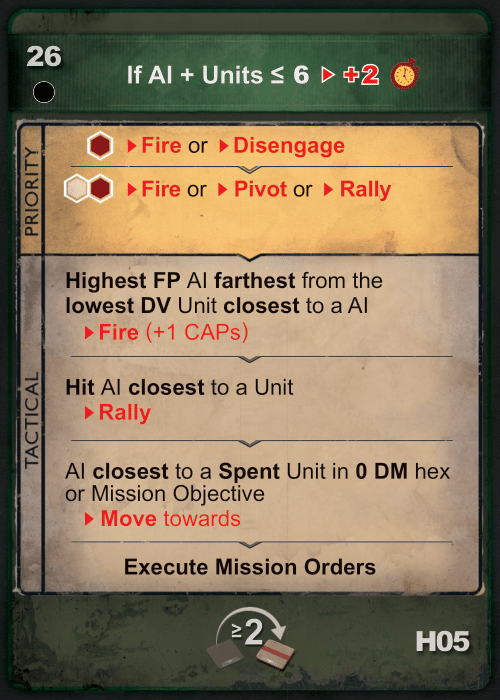 26
If AI + Units ≤ 6 ▶ +2
PRIORITY
▶ Fire or ▶ Disengage
▶ Fire or ▶ Pivot or ▶ Rally
TACTICAL
Highest FP AI farthest from the
lowest DV Unit closest to a AI
▶ Fire (+1 CAPs)
Hit AI closest to a Unit
▶ Rally
AI closest to a Spent Unit in 0 DM hex
or Mission Objective
▶ Move towards
Execute Mission Orders
≥2
H05